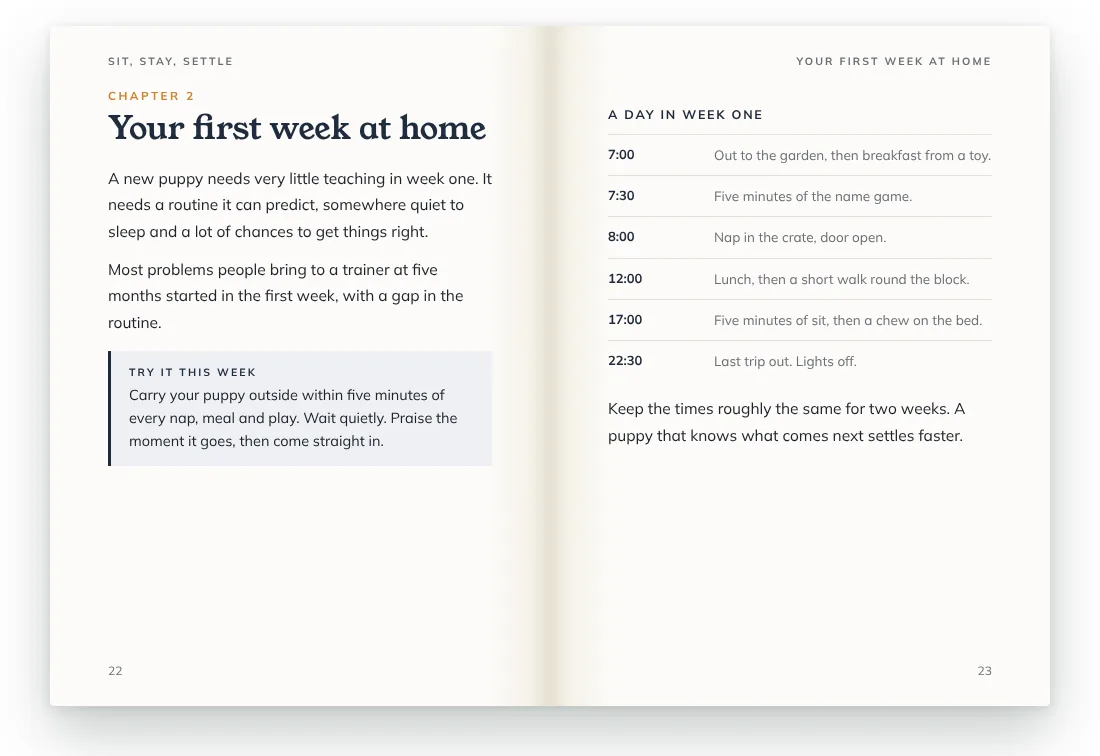 SIT, STAY, SETTLE
CHAPTER 2
Your first week at home
A new puppy needs very little teaching in week one. It
needs a routine it can predict, somewhere quiet to
sleep and a lot of chances to get things right.
Most problems people bring to a trainer at five
months started in the first week, with a gap in the
routine.
TRY IT THIS WEEK
Carry your puppy outside within five minutes of
every nap, meal and play. Wait quietly. Praise the
moment it goes, then come straight in.
22
YOUR FIRST WEEK AT HOME
A DAY IN WEEK ONE
7:00 Out to the garden, then breakfast from a toy.
7:30 Five minutes of the name game.
8:00 Nap in the crate, door open.
12:00 Lunch, then a short walk round the block.
17:00 Five minutes of sit, then a chew on the bed.
22:30 Last trip out. Lights off.
Keep the times roughly the same for two weeks. A
puppy that knows what comes next settles faster.
23